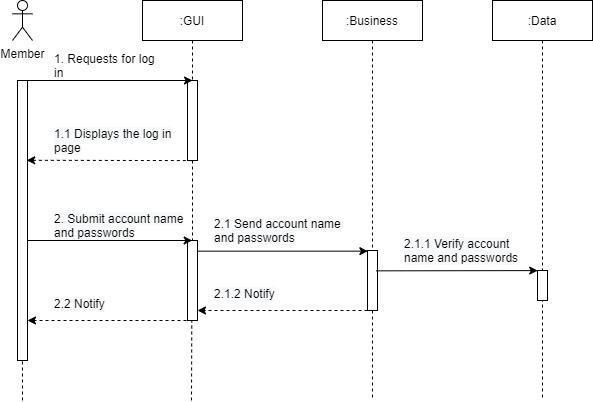 :GUI
:Business
:Data
Member
1. Requests for log
in
1.1 Displays the log in
page
2. Submit account name
and passwords
2.1 Send account name
and passwords
2.1.1 Verify account
name and passwords
2.1.2 Notify
2.2 Notify